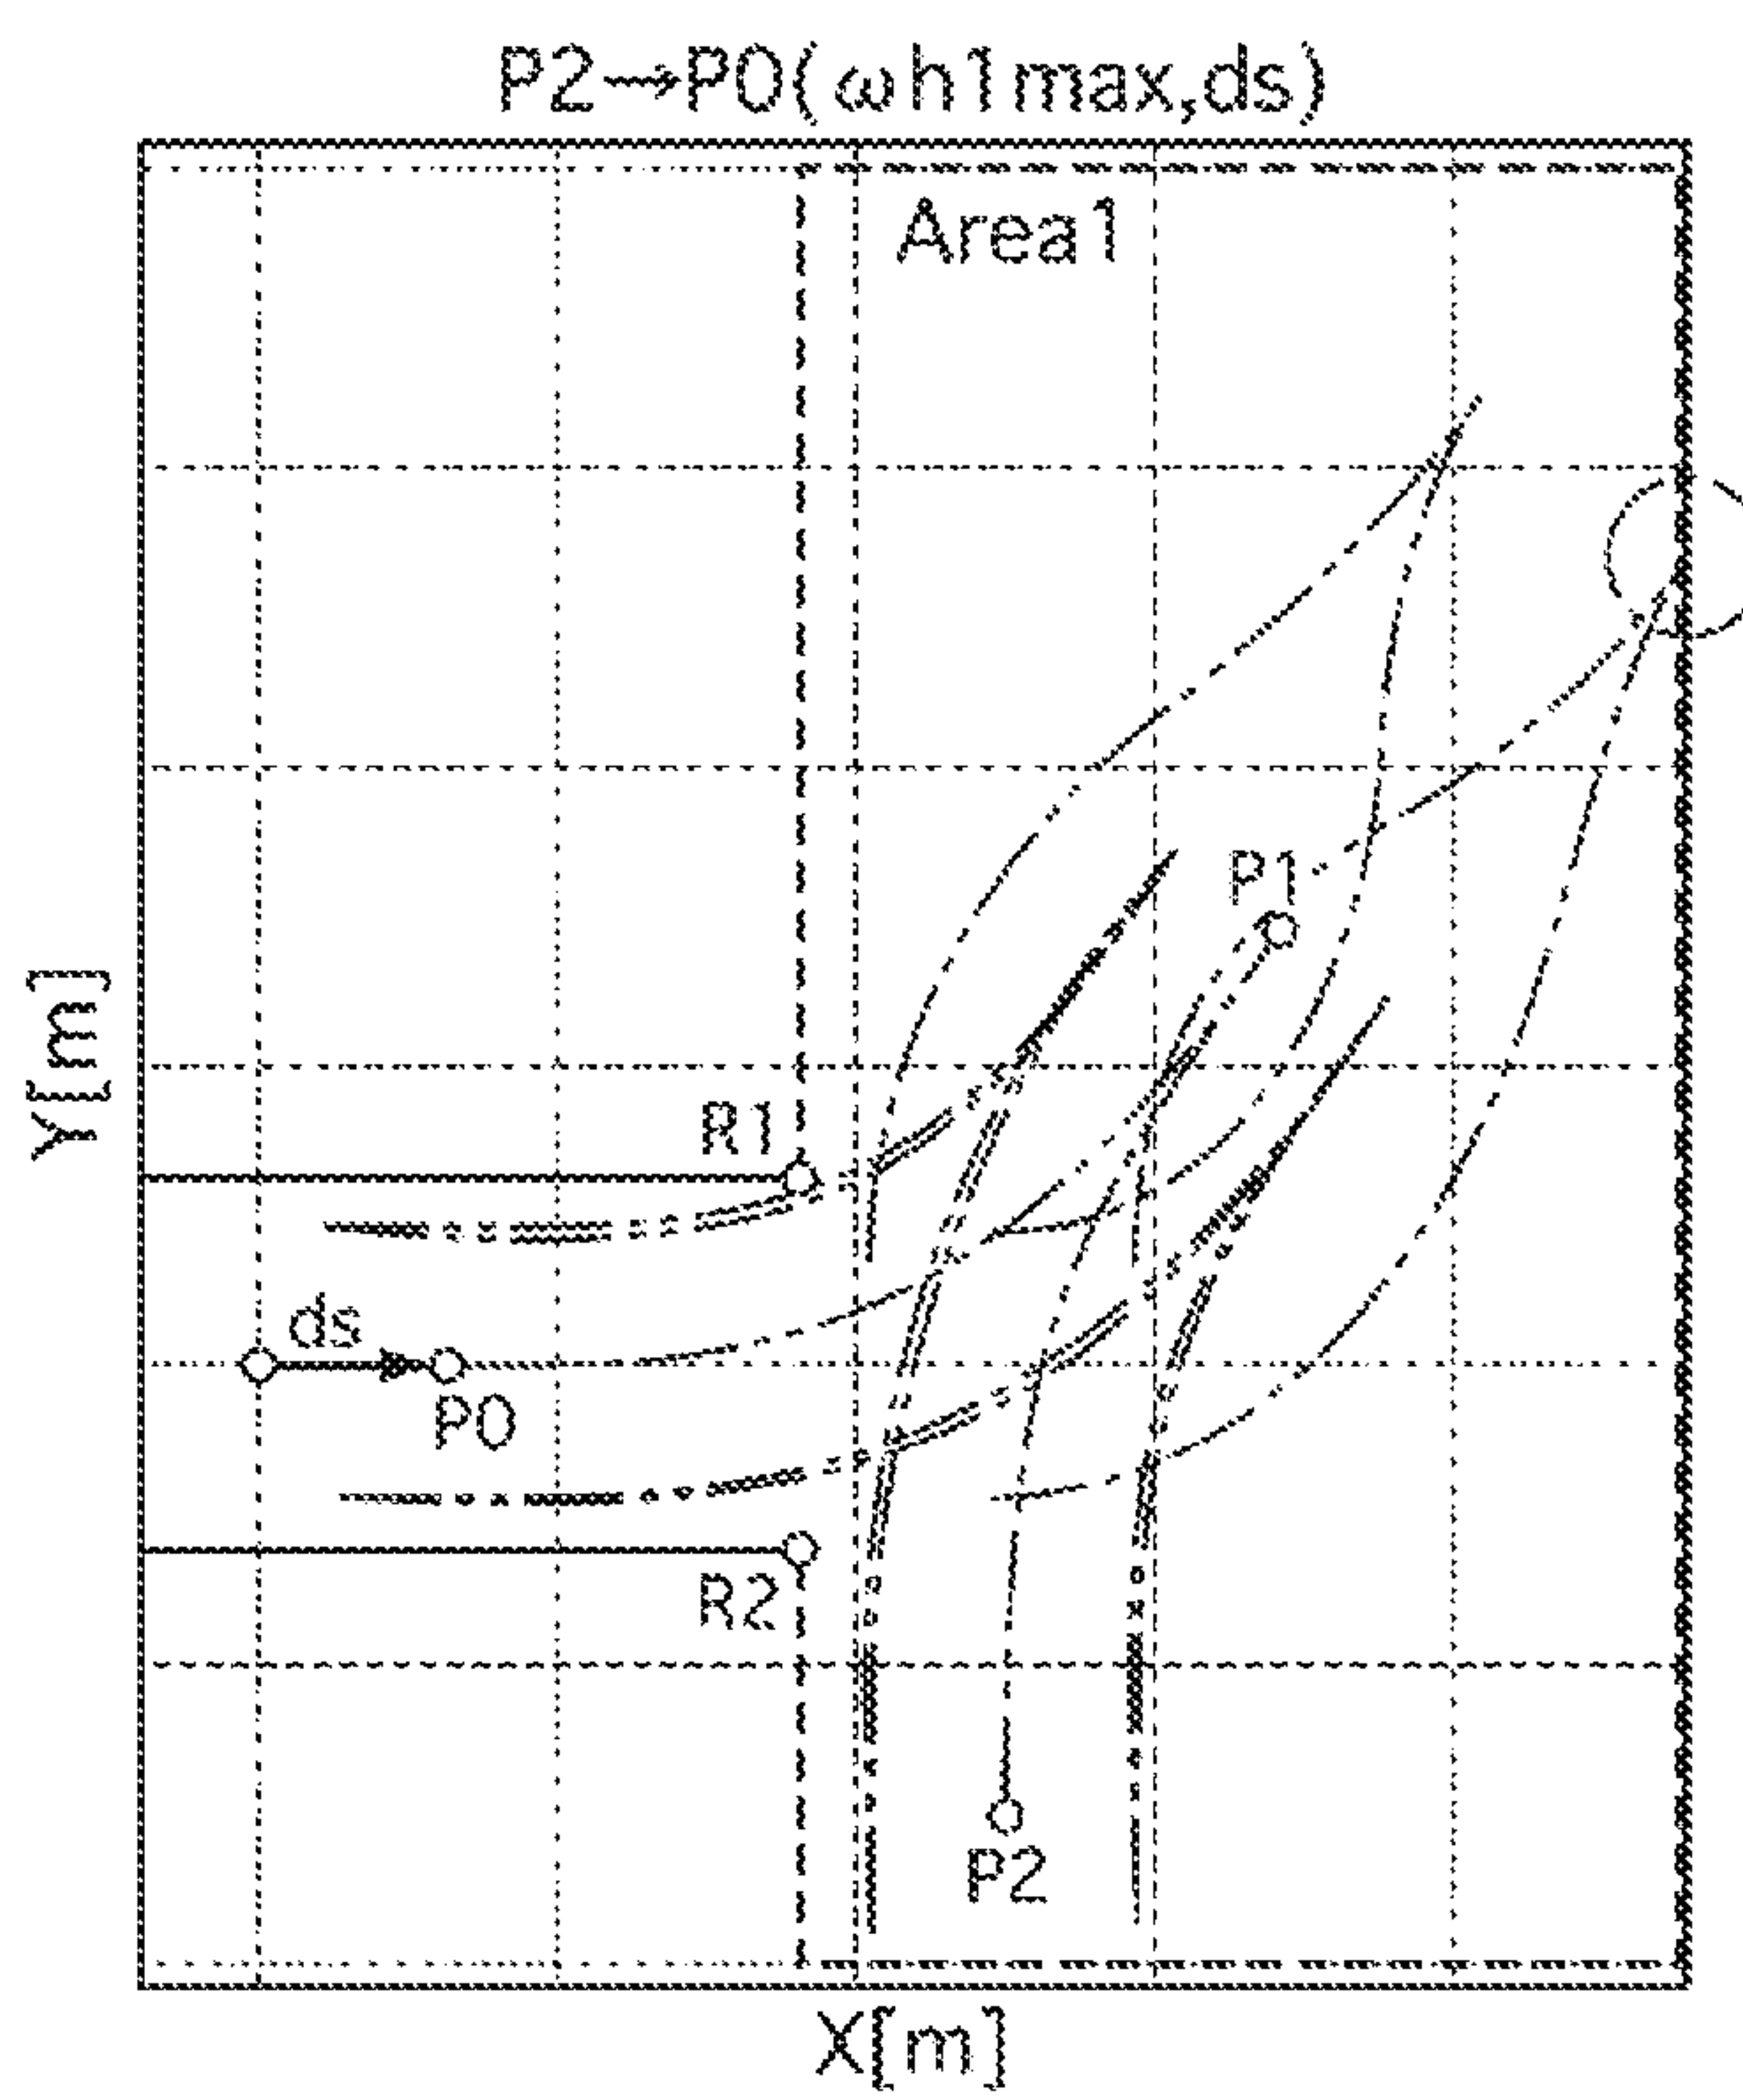 P2→P0(ωh1max,ds)
Area1
P1
R1
ds
P0
R2
P2
Y[m]
X[m]